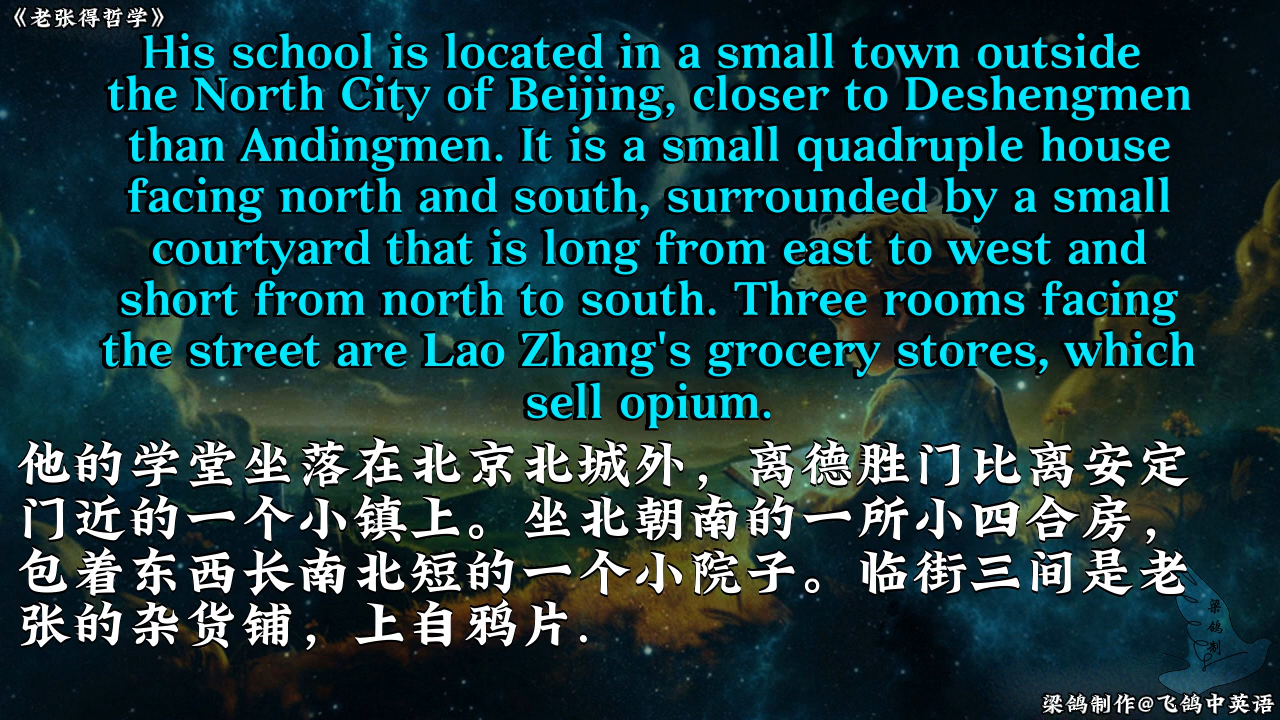 《老张得哲学》
His school is located in a small town outside
the North City of Beijing, closer to Deshengmen
than Andingmen. It is a small quadruple house
facing north and south, surrounded by a small
courtyard that is long from east to west and
short from north to south. Three rooms facing
the street are Lao Zhang's grocery stores, which
sell opium.
他的学堂坐落在北京北城外，离德胜门比离安定
门近的一个小镇上。坐北朝南的一所小四合房，
包着东西长南北短的一个小院子。临街三间是老
张的杂货铺，上自鸦片.
梁鸽制
梁鸽制作@飞鸽中英语